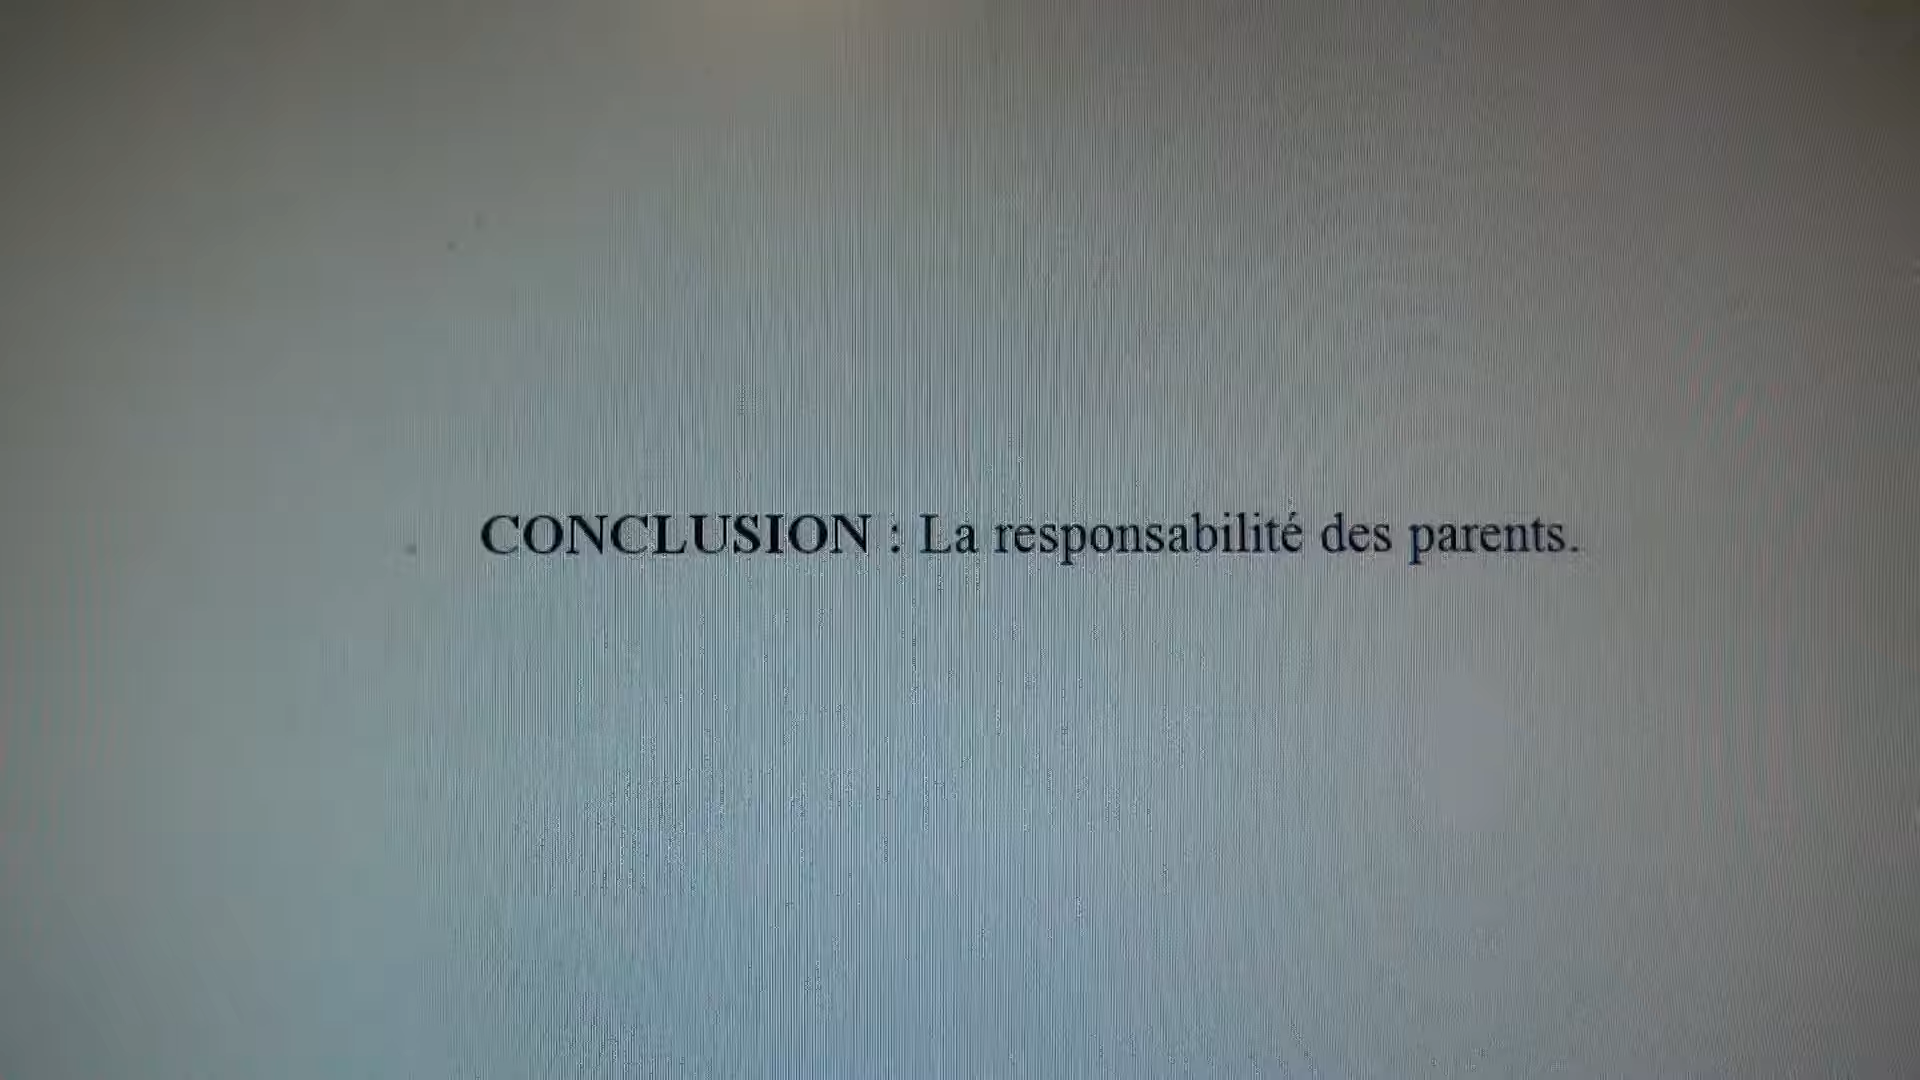 CONCLUSION : La responsabilité des parents.